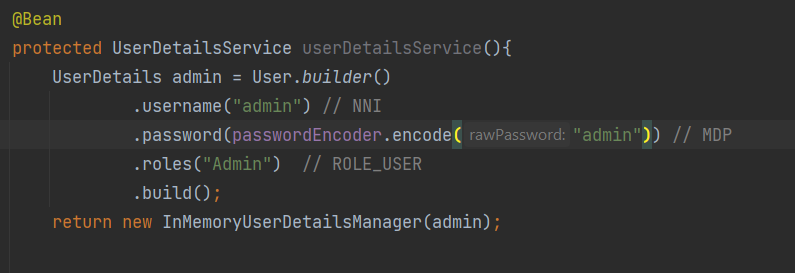 @Bean
protected UserDetailsService userDetailsService(){
UserDetails admin = User.builder()
.username("admin") // NNI
.password(passwordEncoder.encode( rawPassword: "admin")) // MDP
.roles("Admin")  // ROLE_USER
.build();
return new InMemoryUserDetailsManager(admin);